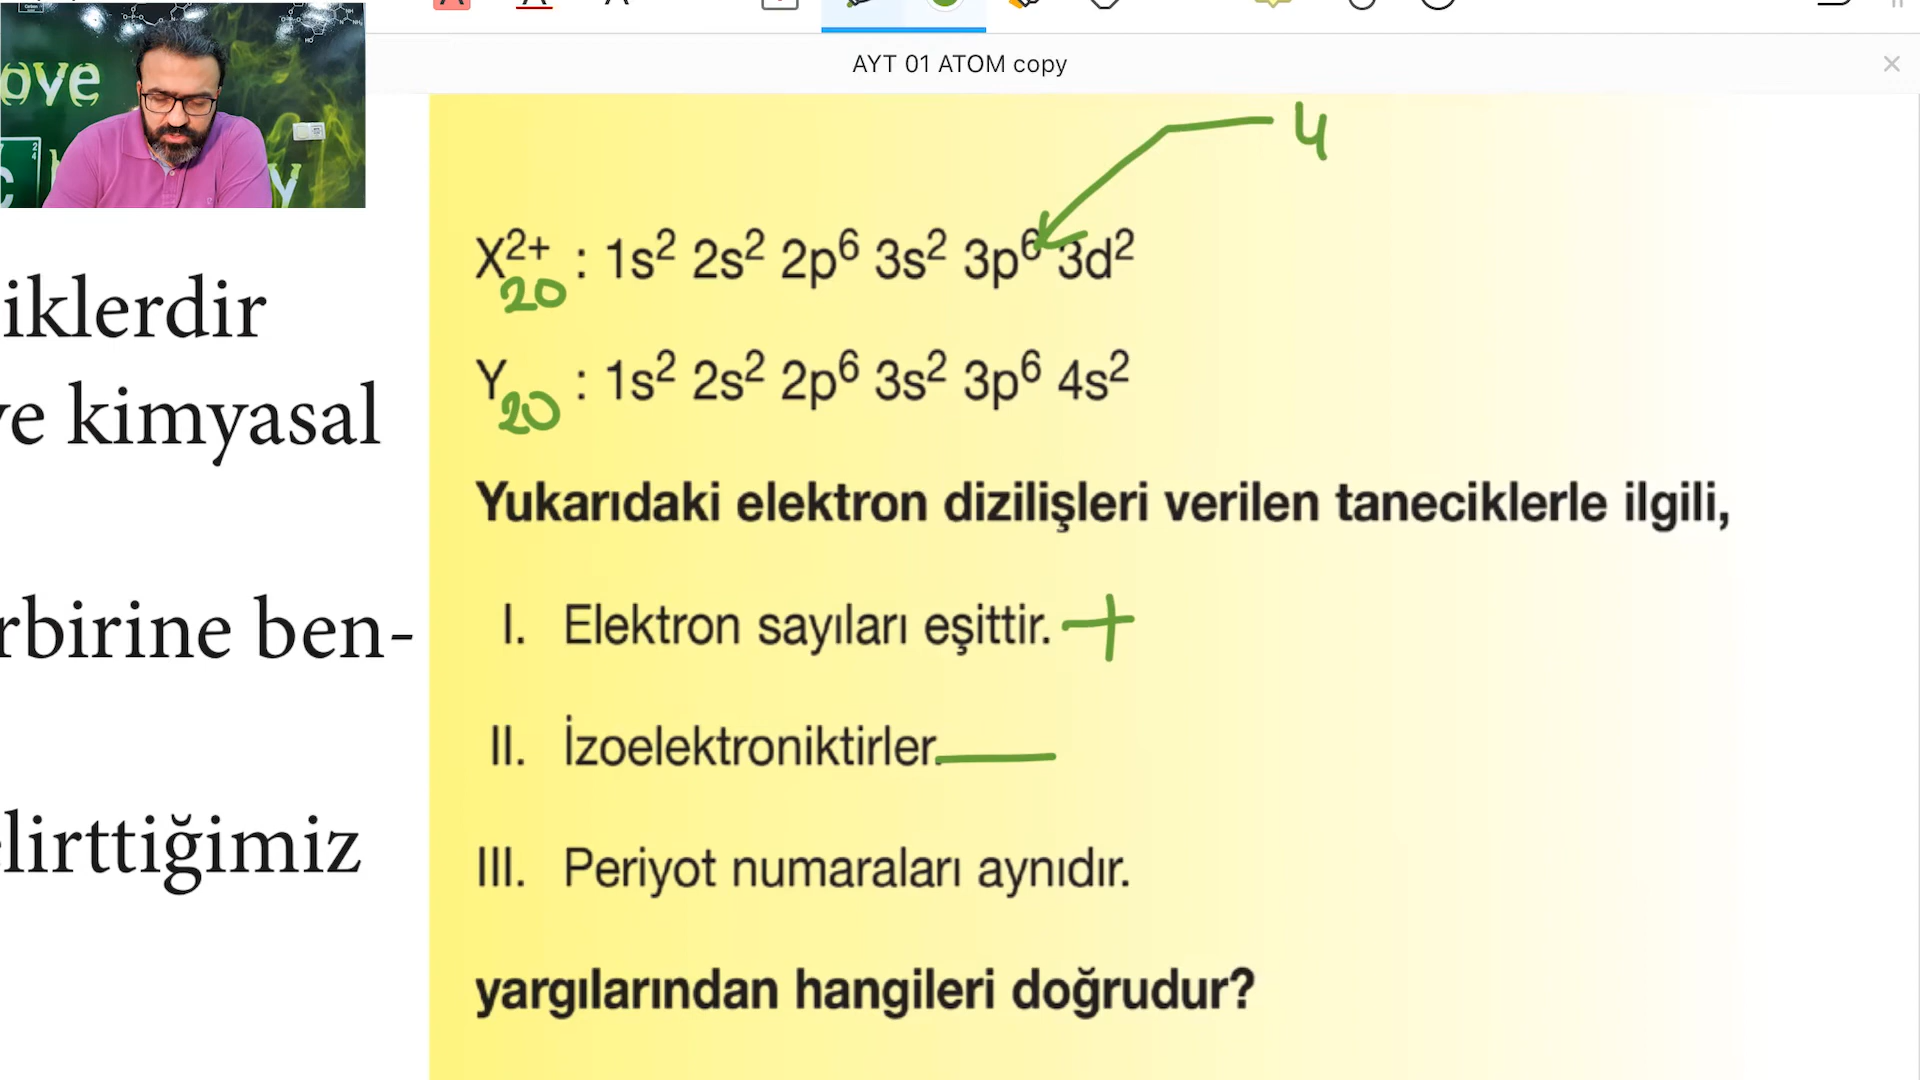 AYT 01 ATOM copy
ove
4
X²⁺ : 1s² 2s² 2p⁶ 3s² 3p⁶ 3d²
20
Y : 1s² 2s² 2p⁶ 3s² 3p⁶ 4s²
20
Yukarıdaki elektron dizilişleri verilen taneciklerle ilgili,
I. Elektron sayıları eşittir. +
II. İzoelektroniktirler. —
III. Periyot numaraları aynıdır.
yargılarından hangileri doğrudur?
iklerdir
ve kimyasal
rbirine ben-
elirttiğimiz